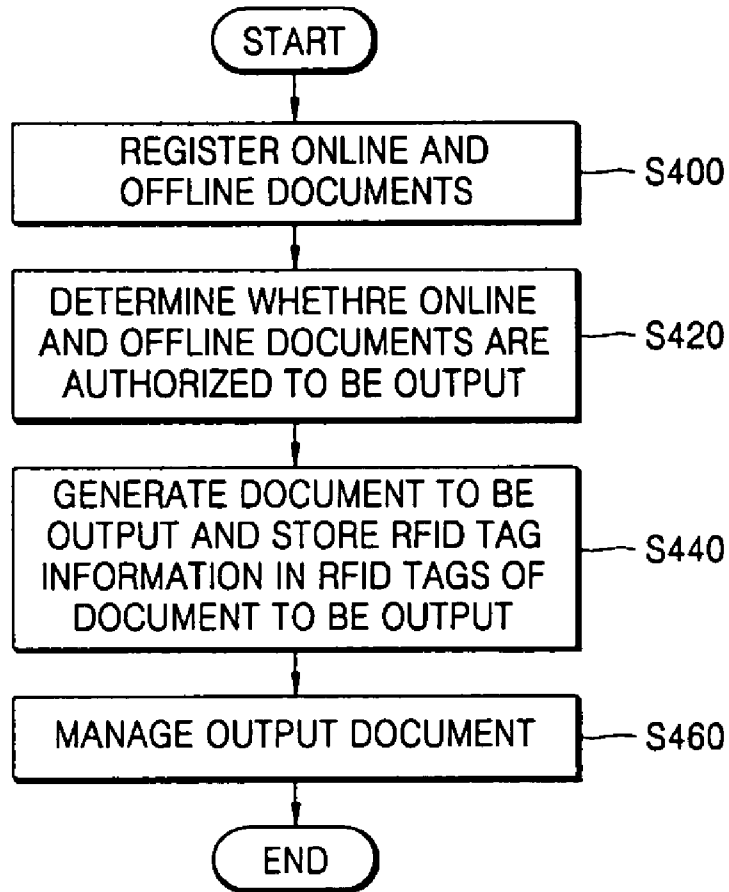 START
REGISTER ONLINE AND
OFFLINE DOCUMENTS
S400
DETERMINE WHETHRE ONLINE
AND OFFLINE DOCUMENTS ARE
AUTHORIZED TO BE OUTPUT
S420
GENERATE DOCUMENT TO BE
OUTPUT AND STORE RFID TAG
INFORMATION IN RFID TAGS OF
DOCUMENT TO BE OUTPUT
S440
MANAGE OUTPUT DOCUMENT
S460
END